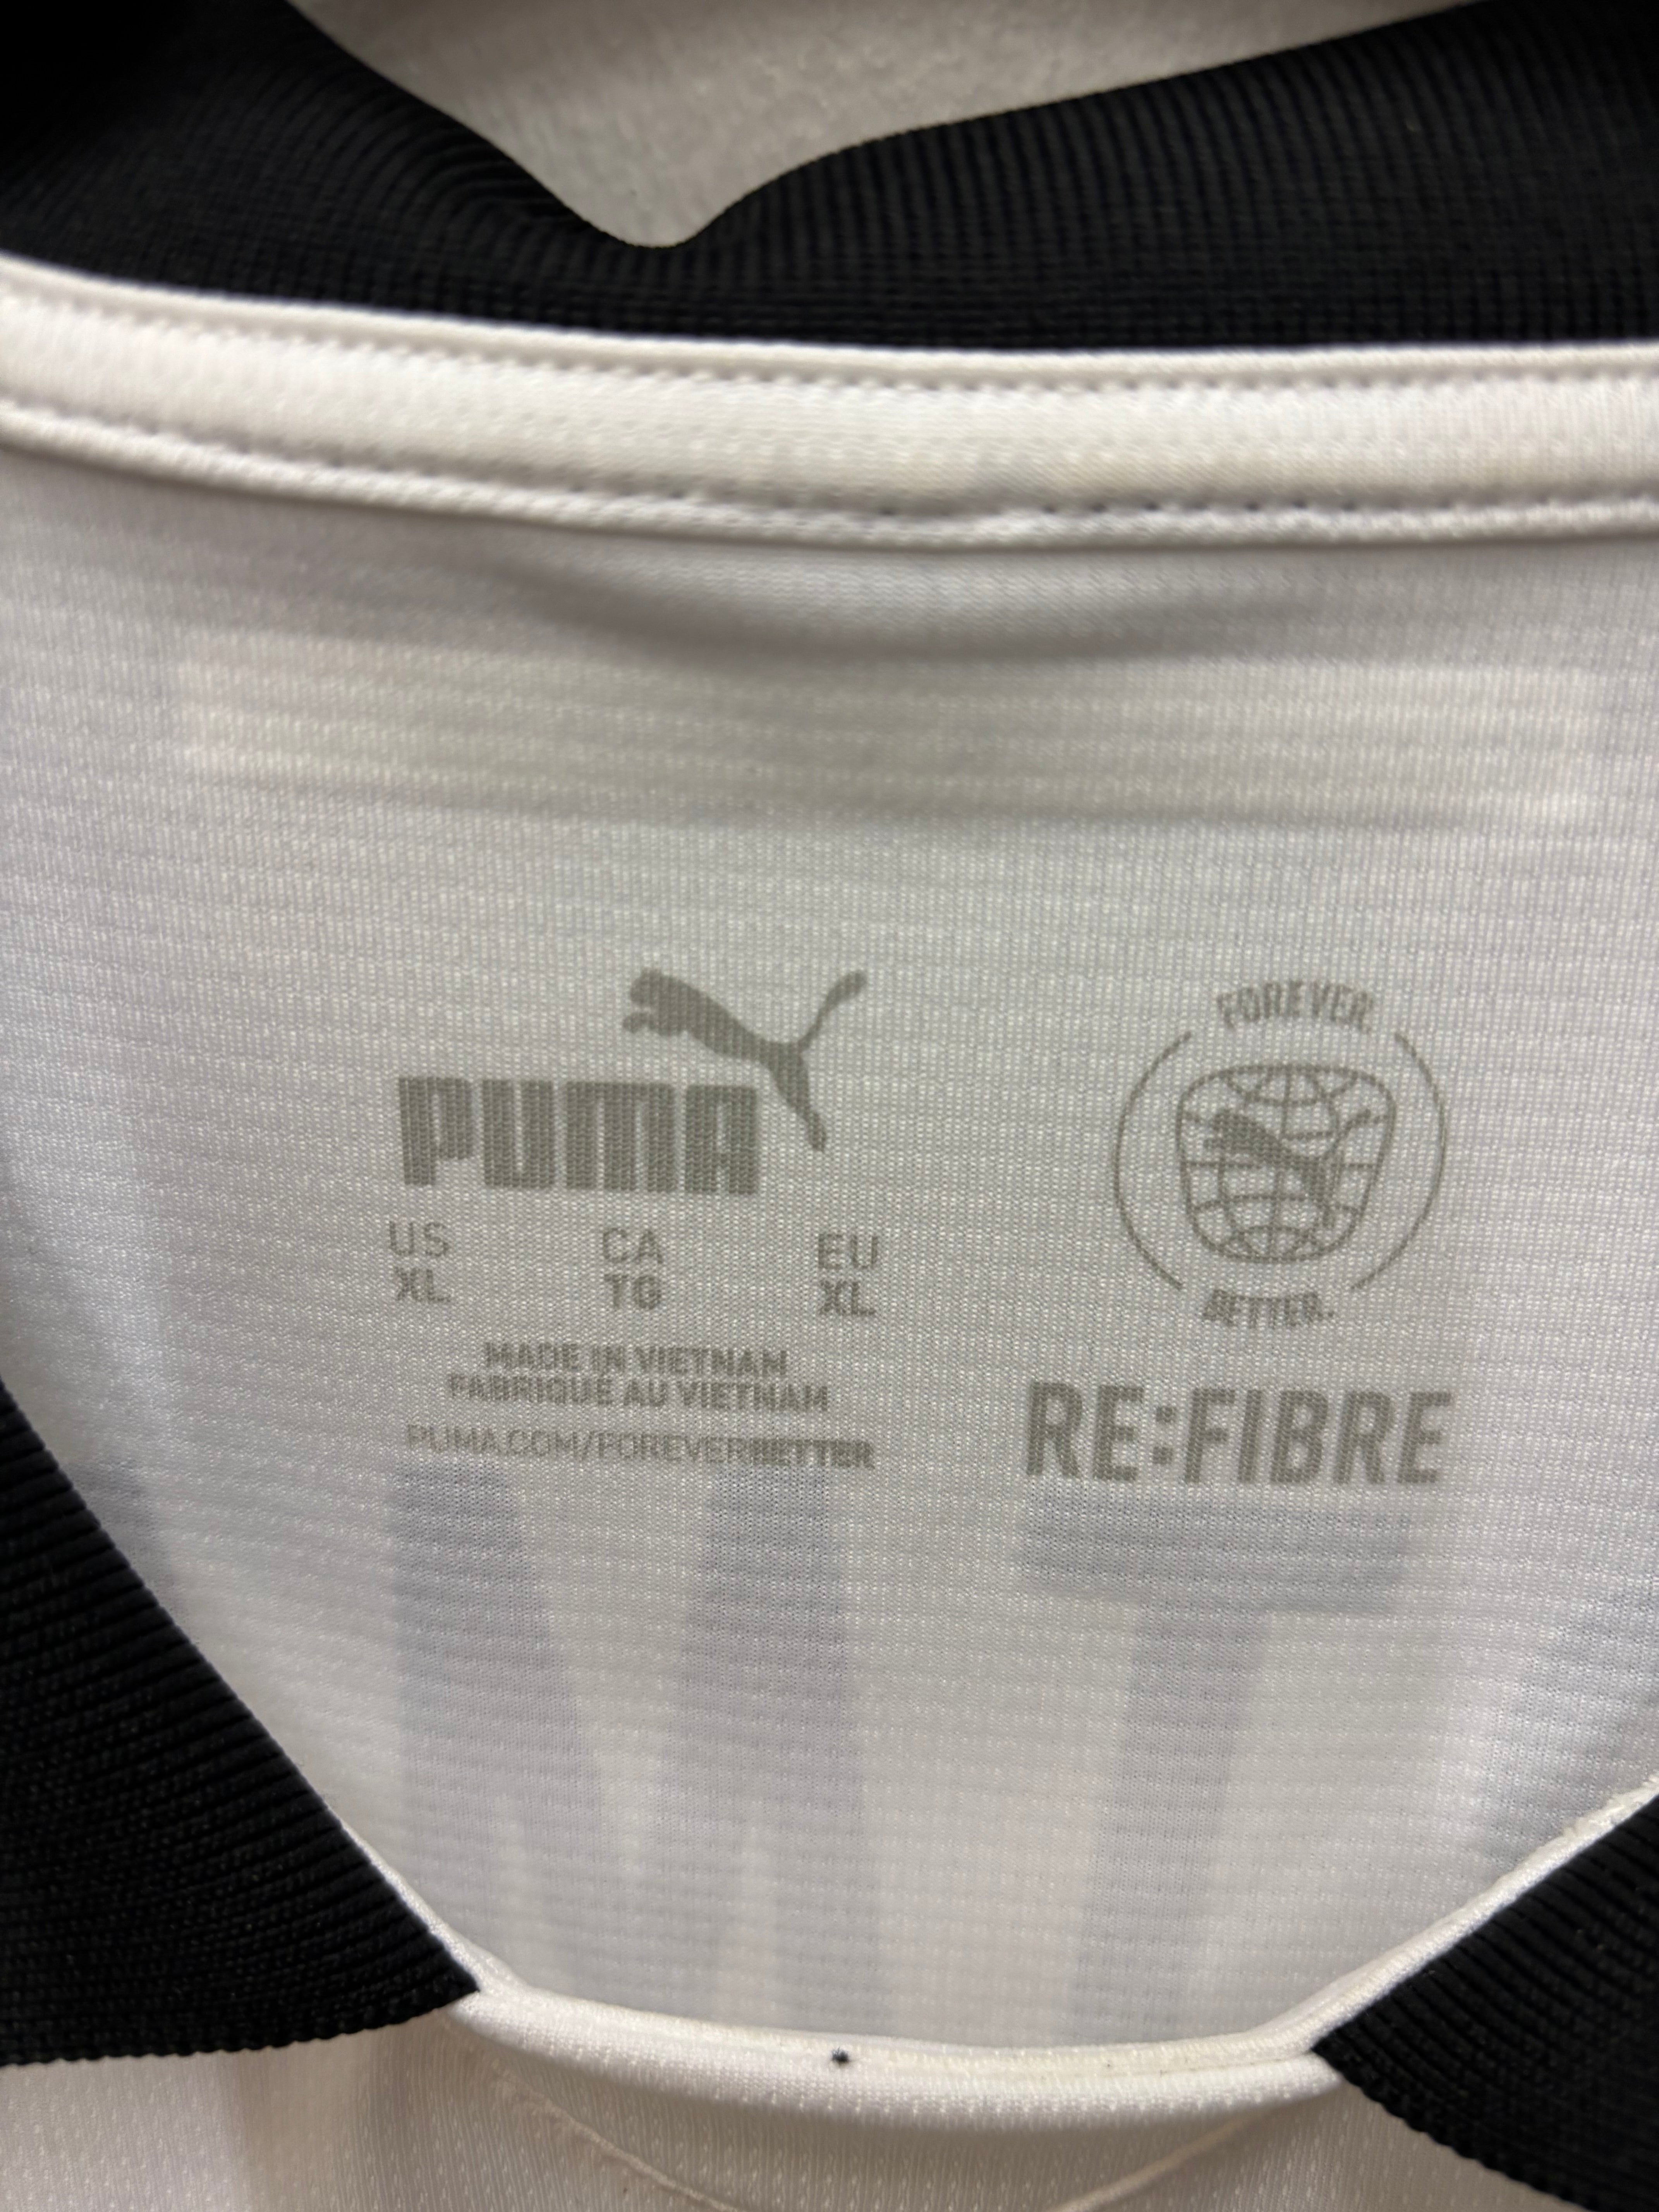 PUMA
US CA EU
XL TG XL
MADE IN VIETNAM
FABRIQUE AU VIETNAM
PUMA.COM/FOREVERBETTER
FOREVER.
BETTER.
RE:FIBRE